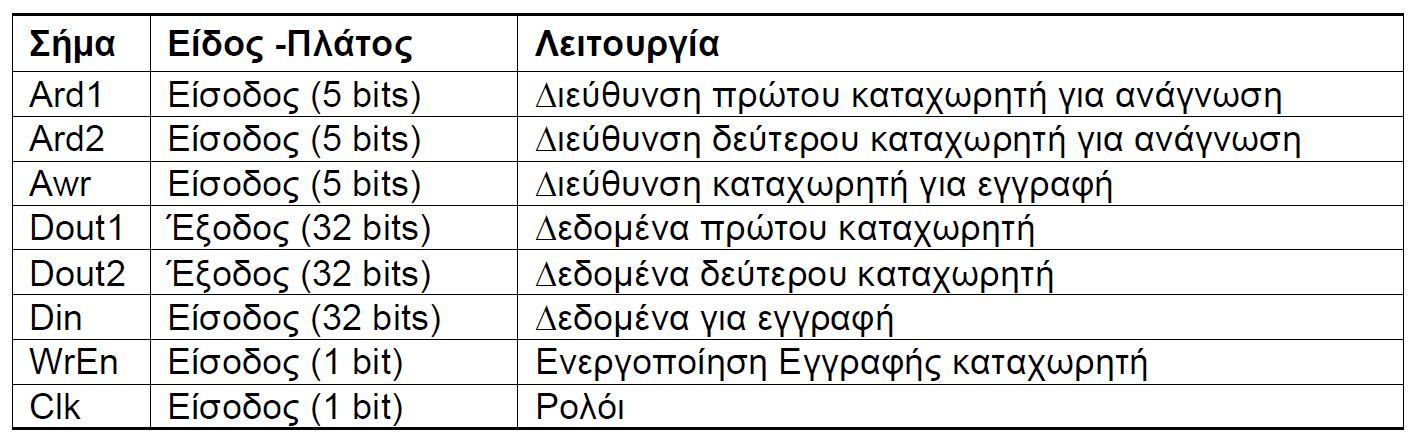 Σήμα Είδος -Πλάτος Λειτουργία
Ard1 Είσοδος (5 bits) Διεύθυνση πρώτου καταχωρητή για ανάγνωση
Ard2 Είσοδος (5 bits) Διεύθυνση δεύτερου καταχωρητή για ανάγνωση
Awr Είσοδος (5 bits) Διεύθυνση καταχωρητή για εγγραφή
Dout1 Έξοδος (32 bits) Δεδομένα πρώτου καταχωρητή
Dout2 Έξοδος (32 bits) Δεδομένα δεύτερου καταχωρητή
Din Είσοδος (32 bits) Δεδομένα για εγγραφή
WrEn Είσοδος (1 bit) Ενεργοποίηση Εγγραφής καταχωρητή
Clk Είσοδος (1 bit) Ρολόι